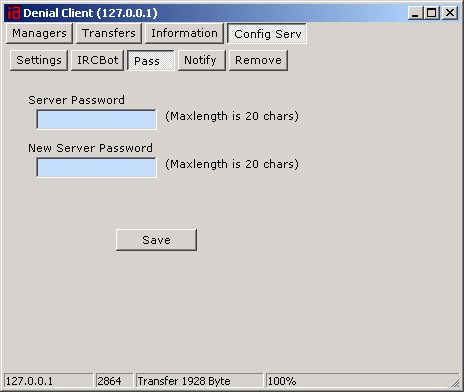 Denial Client (127.0.0.1)
Managers Transfers Information Config Serv
Settings IRCBot Pass Notify Remove
Server Password
(Maxlength is 20 chars)
New Server Password
(Maxlength is 20 chars)
Save
127.0.0.1 2864 Transfer 1928 Byte 100%